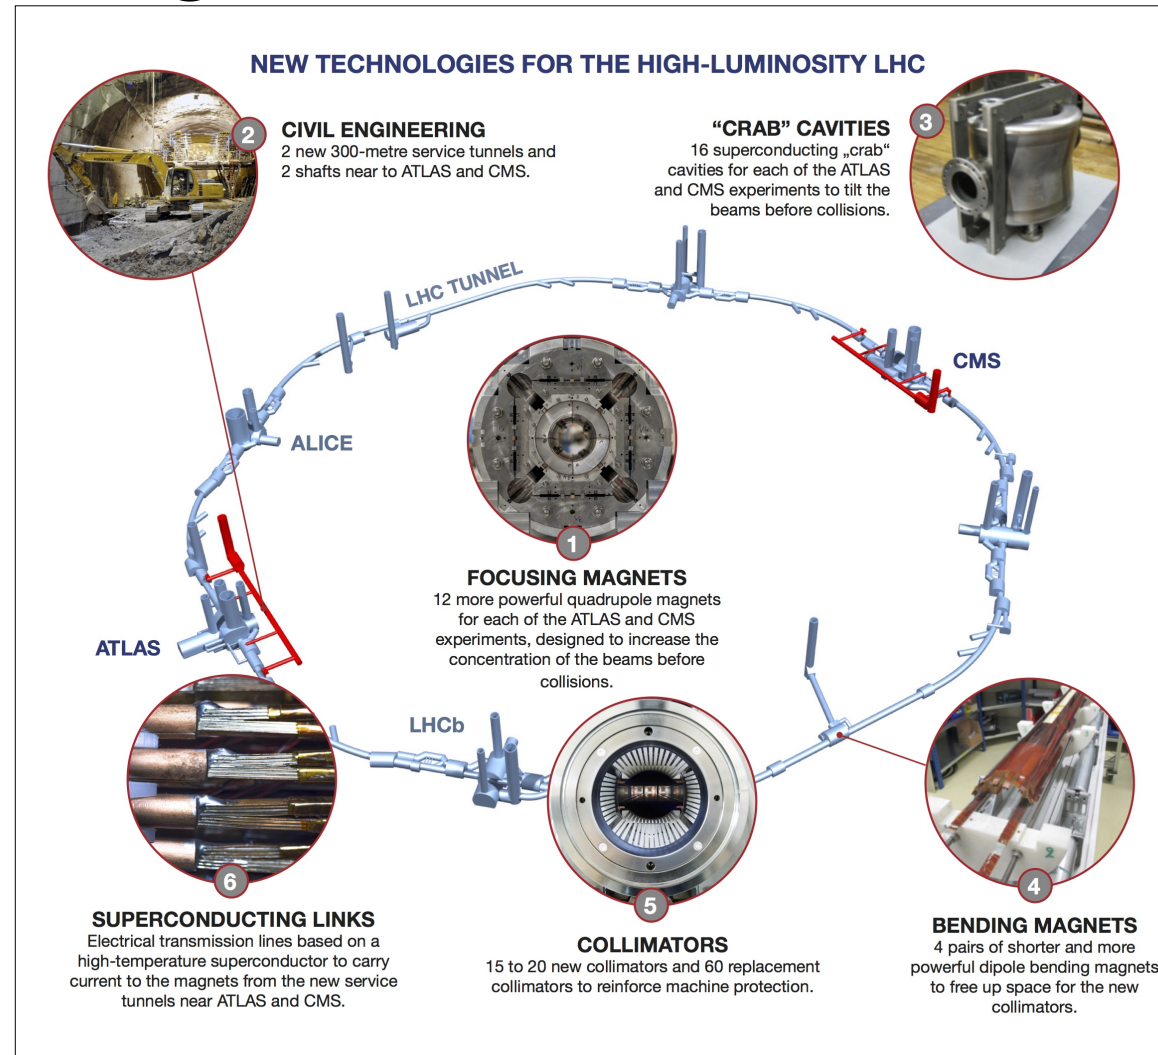 NEW TECHNOLOGIES FOR THE HIGH-LUMINOSITY LHC
2
CIVIL ENGINEERING
2 new 300-metre service tunnels and
2 shafts near to ATLAS and CMS.
3
“CRAB” CAVITIES
16 superconducting „crab“
cavities for each of the ATLAS
and CMS experiments to tilt the
beams before collisions.
LHC TUNNEL
CMS
ALICE
1
FOCUSING MAGNETS
12 more powerful quadrupole magnets
for each of the ATLAS and CMS
experiments, designed to increase the
concentration of the beams before
collisions.
ATLAS
LHCb
6
SUPERCONDUCTING LINKS
Electrical transmission lines based on a
high-temperature superconductor to carry
current to the magnets from the new service
tunnels near ATLAS and CMS.
5
COLLIMATORS
15 to 20 new collimators and 60 replacement
collimators to reinforce machine protection.
2
4
BENDING MAGNETS
4 pairs of shorter and more
powerful dipole bending magnets
to free up space for the new
collimators.